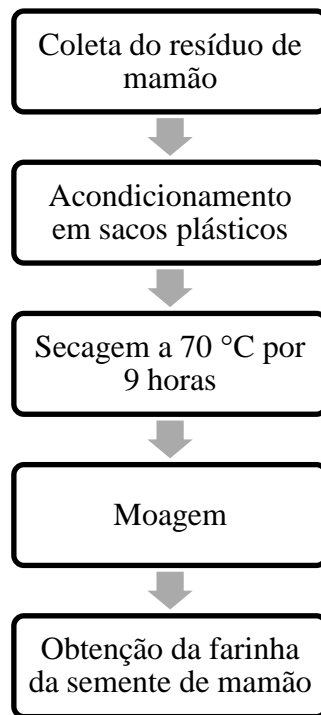 Coleta do resíduo de
mamão
Acondicionamento
em sacos plásticos
Secagem a 70 °C por
9 horas
Moagem
Obtenção da farinha
da semente de mamão